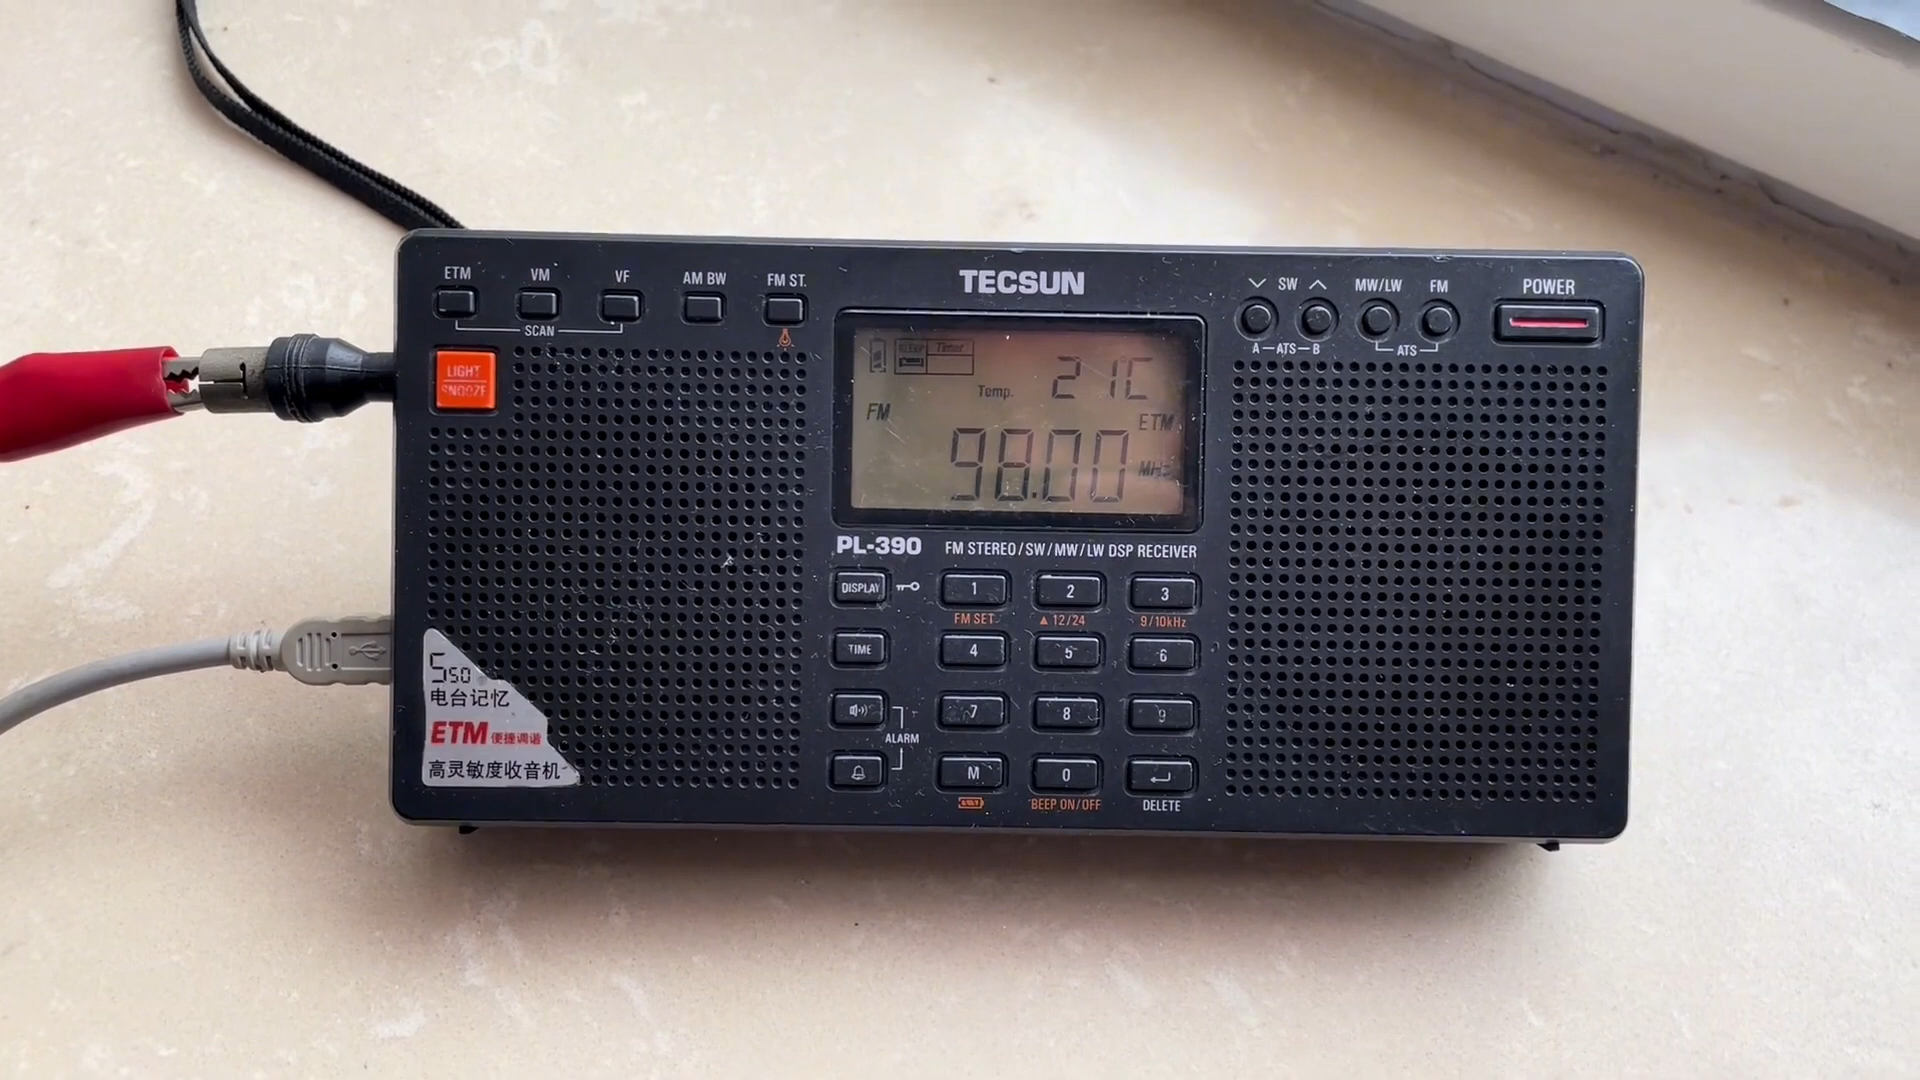 ETM VM VF AM BW FM ST.
SCAN
TECSUN
SW MW/LW FM POWER
A ATS B ATS
LIGHT
SNOOZE
SLEEP Timer
Temp. 21C
FM
ETM
98.00 MHz
PL-390 FM STEREO/SW/MW/LW DSP RECEIVER
DISPLAY 1 2 3
FM SET ▲12/24 9/10kHz
TIME 4 5 6
7 8 9
ALARM
M 0
BEEP ON/OFF DELETE
550
电台记忆
ETM 便捷调谐
高灵敏度收音机